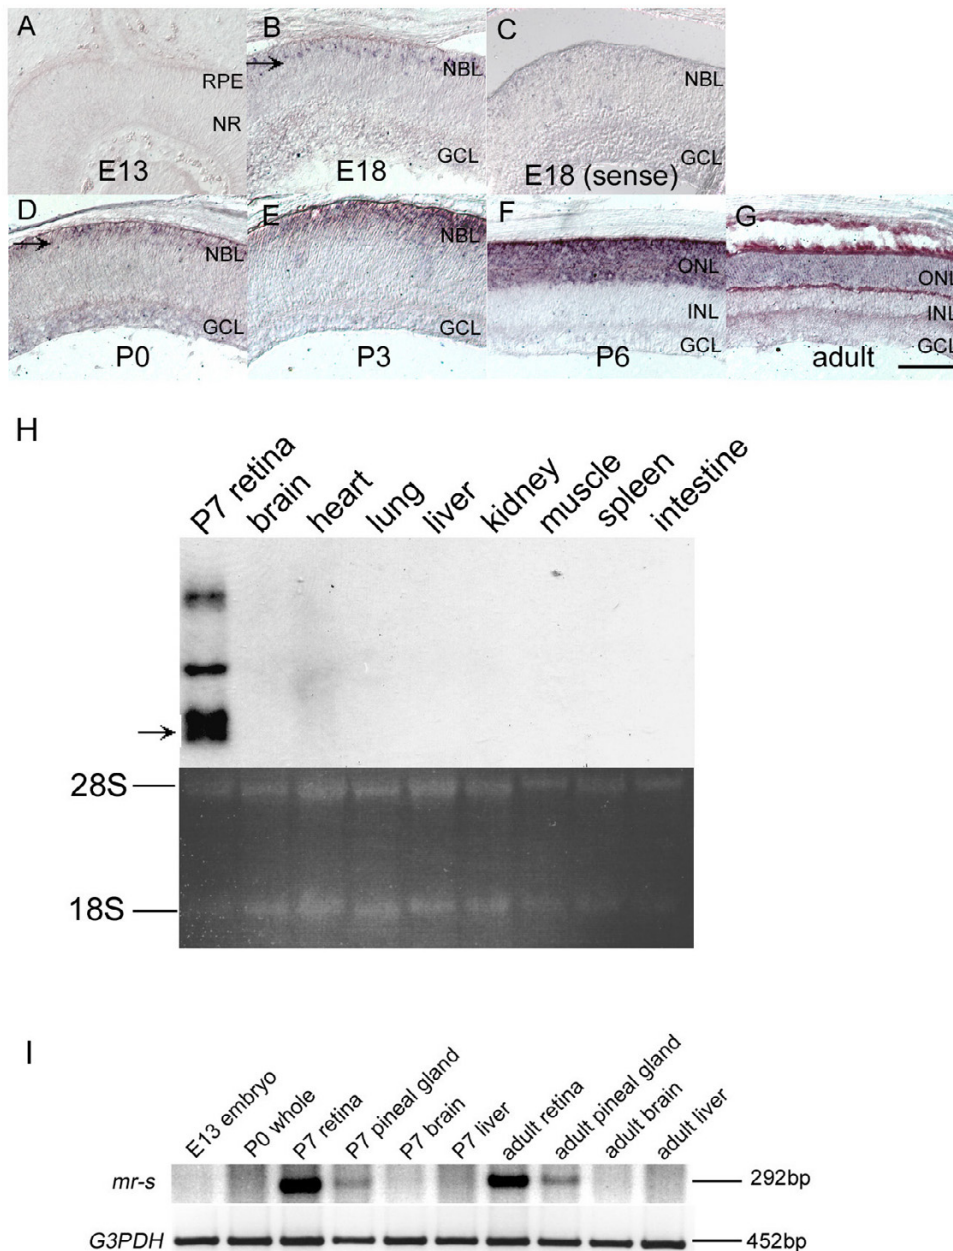 A
RPE
NR
E13
B
NBL
GCL
E18
C
NBL
GCL
E18 (sense)
D
NBL
GCL
P0
E
NBL
GCL
P3
F
ONL
INL
GCL
P6
G
ONL
INL
GCL
adult
H
P7 retina brain heart lung liver kidney muscle spleen intestine
28S
18S
I
E13 embryo P0 whole P7 retina P7 pineal gland P7 brain P7 liver adult retina adult pineal gland adult brain adult liver
mr-s 292bp
G3PDH 452bp